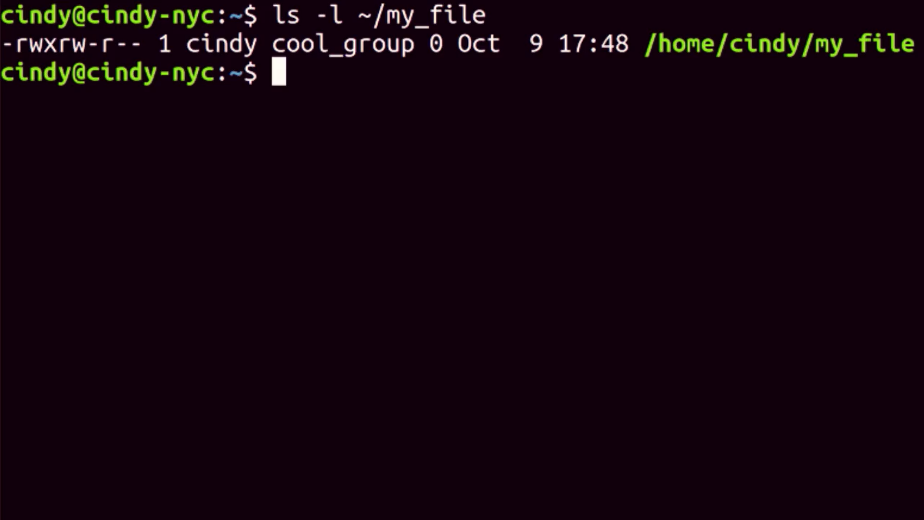 cindy@cindy-nyc:~$ ls -l ~/my_file
-rwxrw-r-- 1 cindy cool_group 0 Oct  9 17:48 /home/cindy/my_file
cindy@cindy-nyc:~$